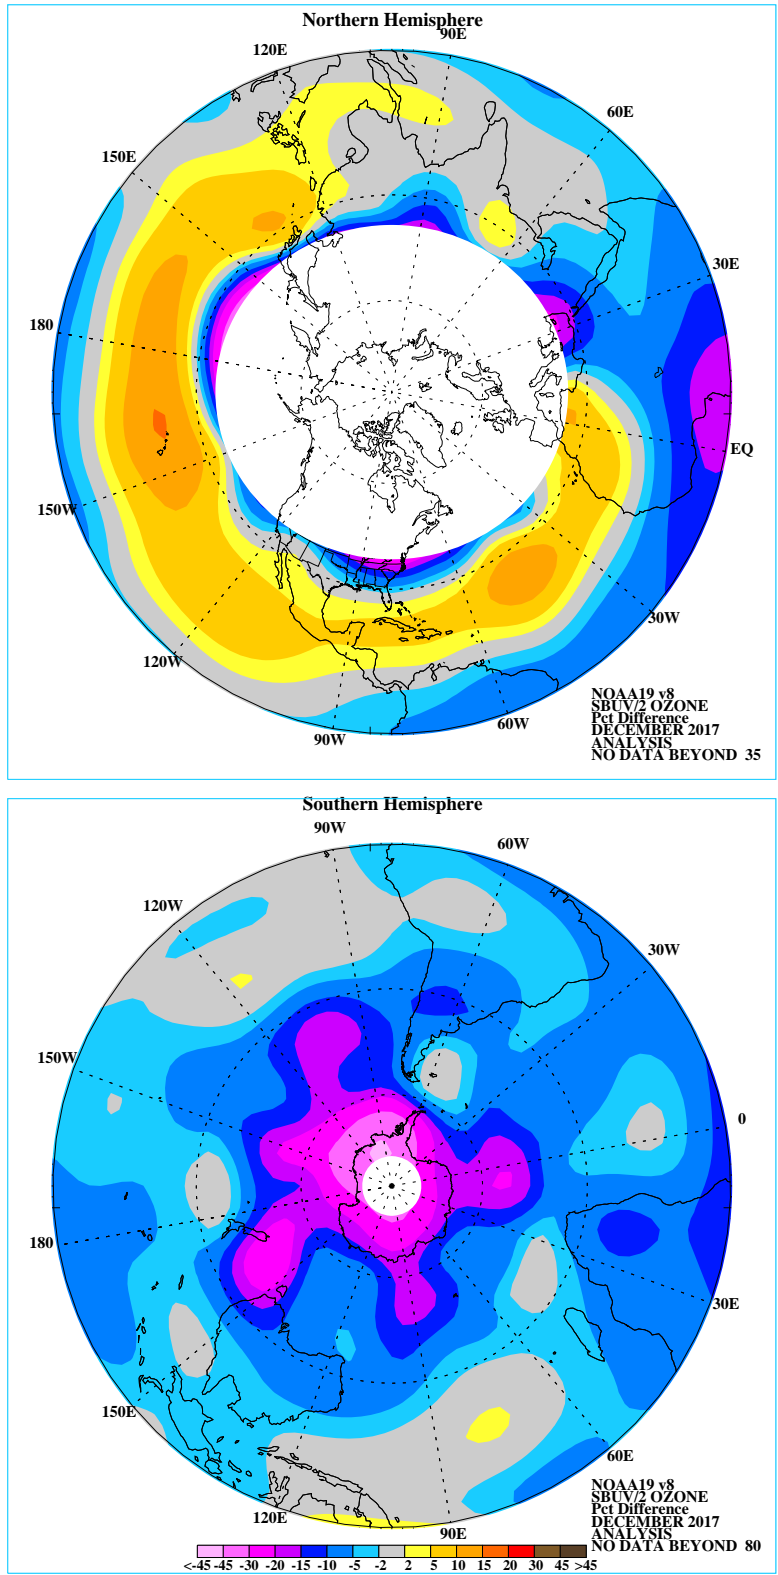 Northern Hemisphere
90E
120E
60E
150E
30E
180
EQ
150W
30W
120W
60W
90W
NOAA19 v8
SBUV/2 OZONE
Pct Difference
DECEMBER 2017
ANALYSIS
NO DATA BEYOND 35
Southern Hemisphere
90W
60W
120W
30W
150W
0
180
30E
150E
60E
120E
90E
NOAA19 v8
SBUV/2 OZONE
Pct Difference
DECEMBER 2017
ANALYSIS
NO DATA BEYOND 80
<-45 -45 -30 -20 -15 -10 -5 -2 2 5 10 15 20 30 45 >45